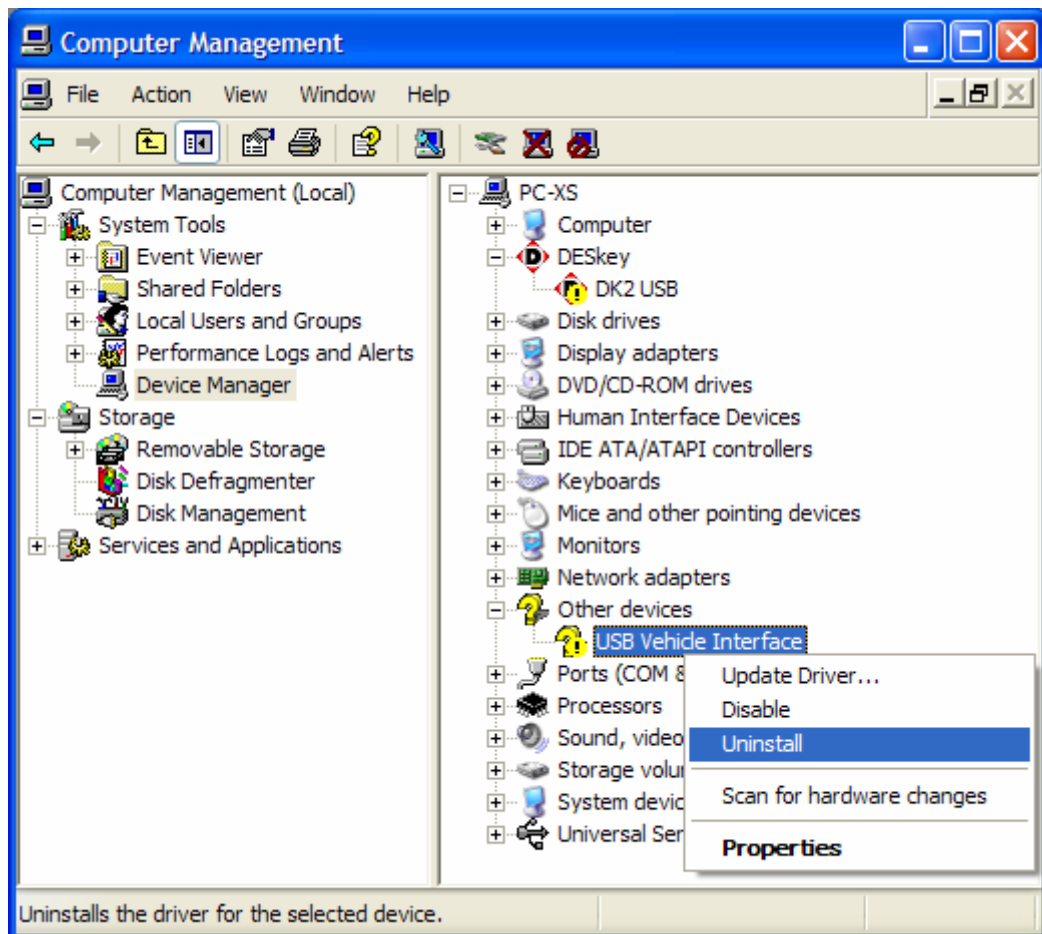 Computer Management
File Action View Window Help
Computer Management (Local)
System Tools
Event Viewer
Shared Folders
Local Users and Groups
Performance Logs and Alerts
Device Manager
Storage
Removable Storage
Disk Defragmenter
Disk Management
Services and Applications
PC-XS
Computer
DESkey
DK2 USB
Disk drives
Display adapters
DVD/CD-ROM drives
Human Interface Devices
IDE ATA/ATAPI controllers
Keyboards
Mice and other pointing devices
Monitors
Network adapters
Other devices
USB Vehicle Interface
Ports (COM &
Processors
Sound, video
Storage volu
System devic
Universal Ser
Update Driver...
Disable
Uninstall
Scan for hardware changes
Properties
Uninstalls the driver for the selected device.